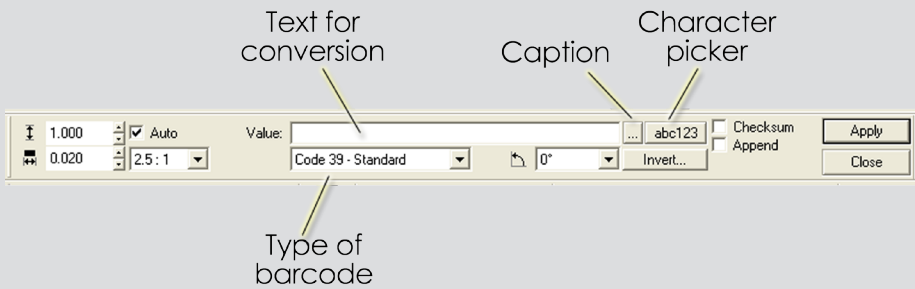 Text for
conversion
Caption
Character
picker
1.000
Auto
Value:
...
abc123
Checksum
Append
Apply
0.020
2.5 : 1
Code 39 - Standard
0°
Invert...
Close
Type of
barcode